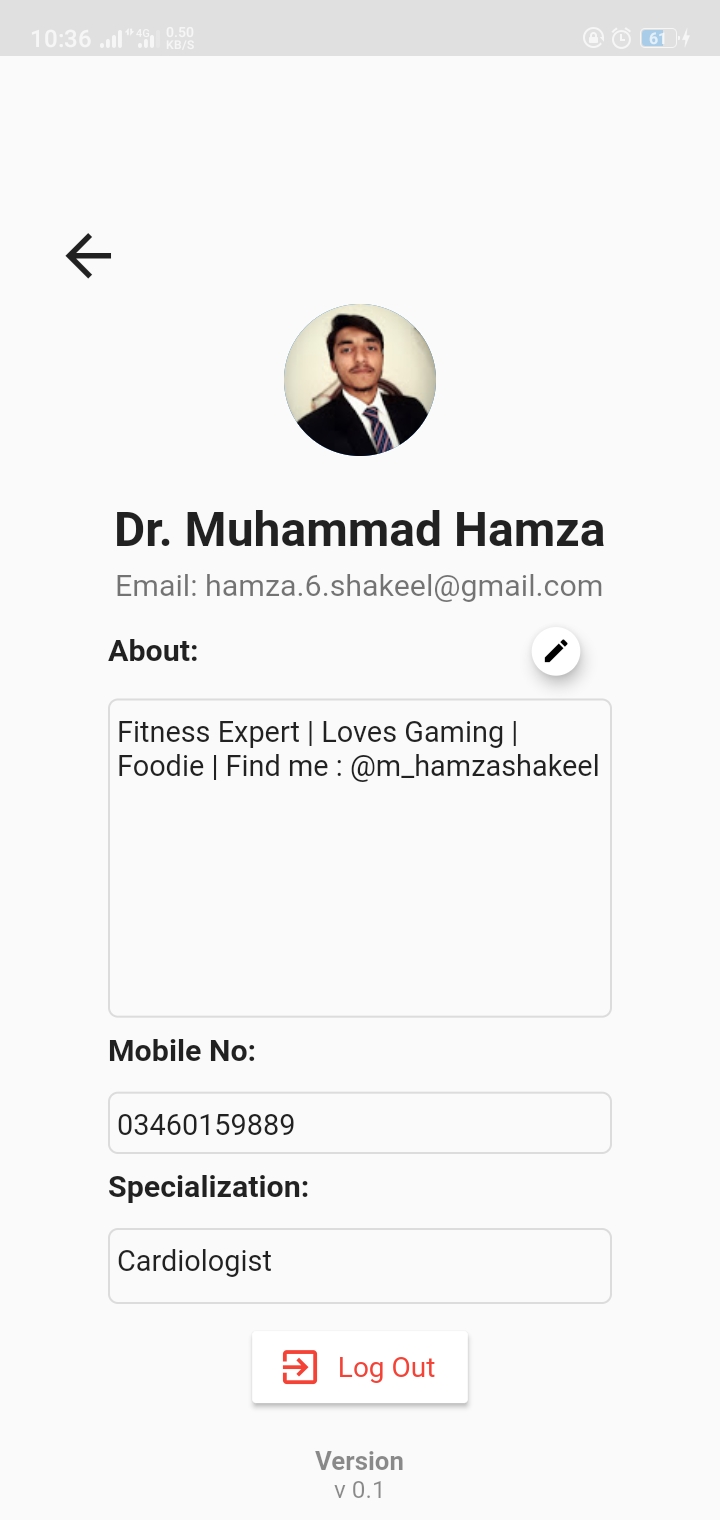 10:36 4G 0.50 KB/S 61
Dr. Muhammad Hamza
Email: hamza.6.shakeel@gmail.com
About:
Fitness Expert | Loves Gaming |
Foodie | Find me : @m_hamzashakeel
Mobile No:
03460159889
Specialization:
Cardiologist
Log Out
Version
v 0.1